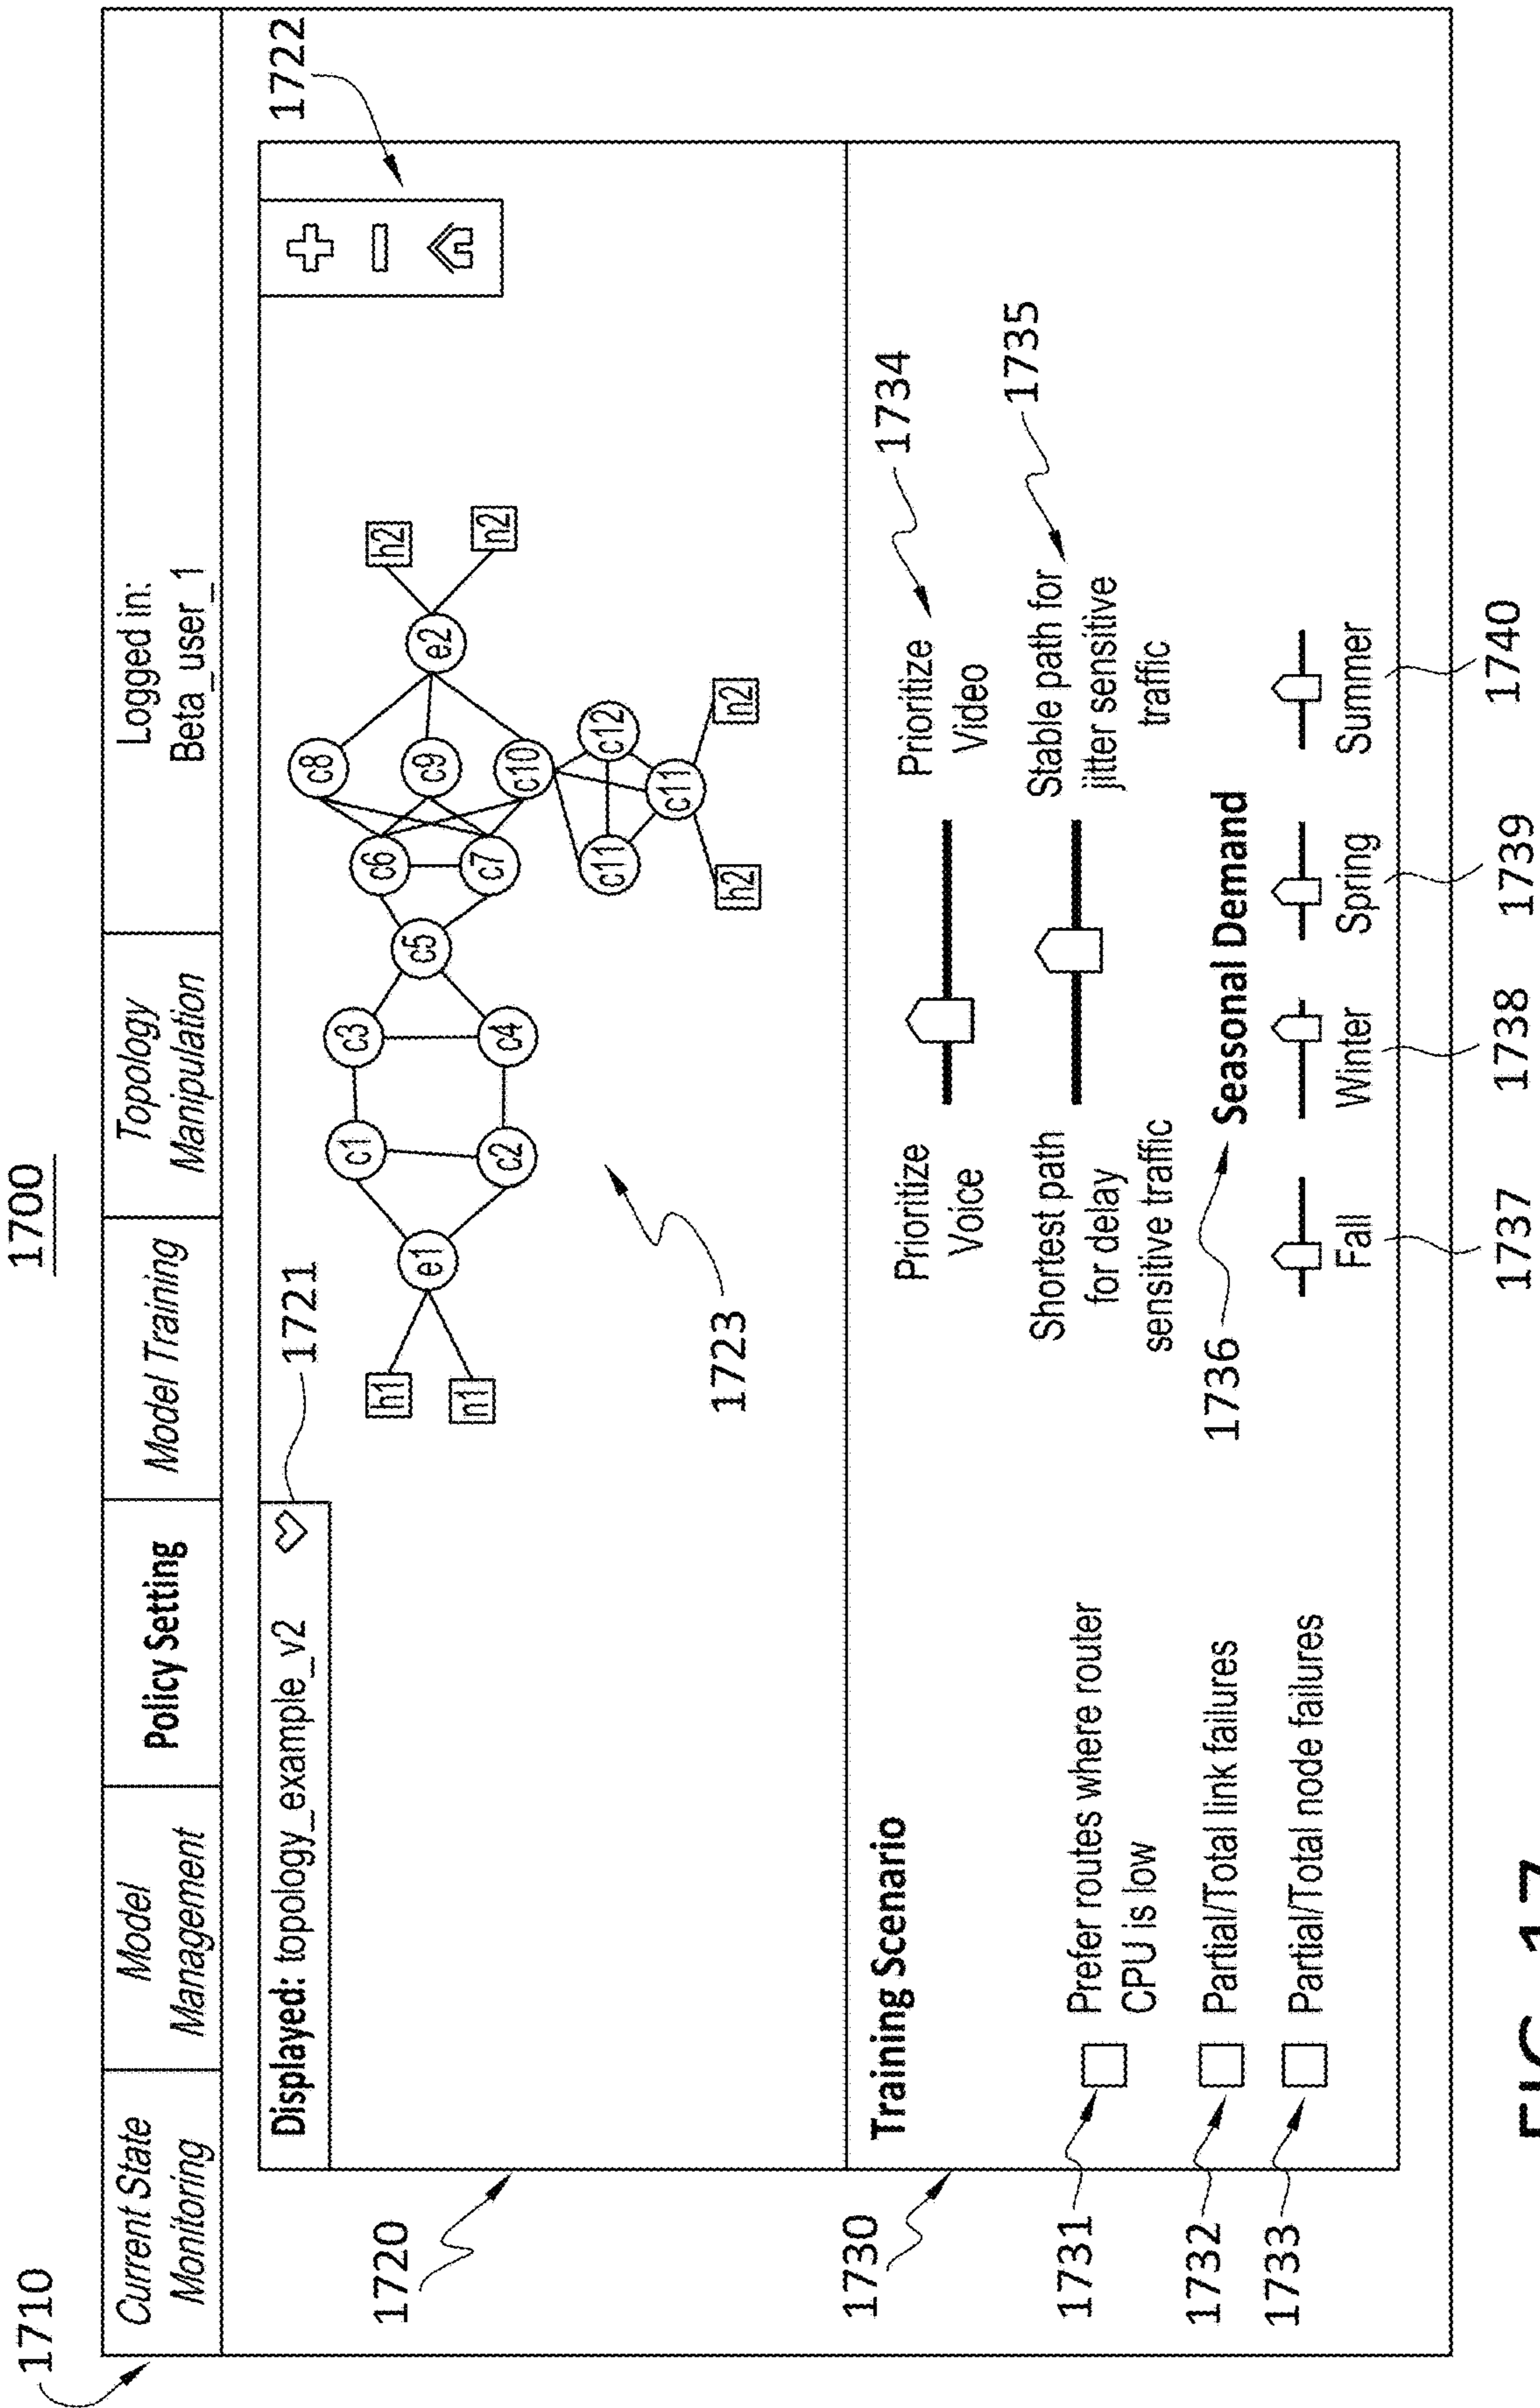 1700
1710
Current State
Monitoring
Model
Management
Policy Setting
Model Training
Topology
Manipulation
Logged in:
Beta_user_1
1720
Displayed: topology_example_v2
1721
1722
h1
n1
e1
c1
c2
c3
c4
c5
c6
c7
c8
c9
c10
e2
h2
n2
c11
c12
c11
h2
n2
1723
1730
Training Scenario
1731
Prefer routes where router
CPU is low
1732
Partial/Total link failures
1733
Partial/Total node failures
Prioritize
Voice
Prioritize
Video
1734
Shortest path
for delay
sensitive traffic
Stable path for
jitter sensitive
traffic
1735
1736
Seasonal Demand
Fall
Winter
Spring
Summer
1737
1738
1739
1740
FIG. 17